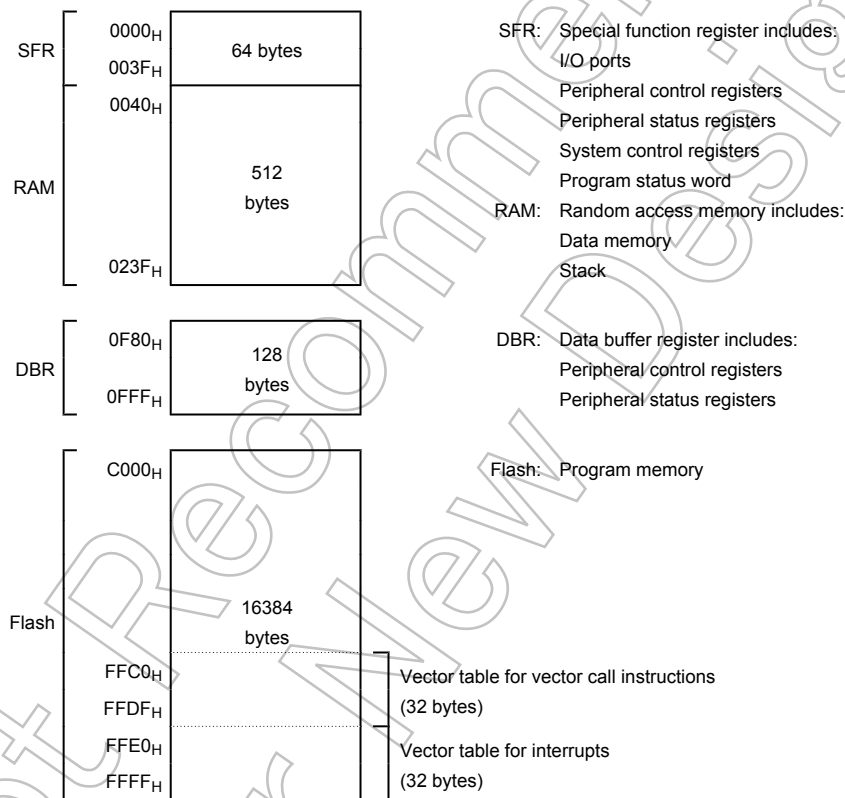 SFR
0000H
003FH
64 bytes
RAM
0040H
023FH
512
bytes
DBR
0F80H
0FFFH
128
bytes
Flash
C000H
16384
bytes
FFC0H
FFDFH
FFE0H
FFFFH
Vector table for vector call instructions
(32 bytes)
Vector table for interrupts
(32 bytes)
SFR: Special function register includes:
I/O ports
Peripheral control registers
Peripheral status registers
System control registers
Program status word
RAM: Random access memory includes:
Data memory
Stack
DBR: Data buffer register includes:
Peripheral control registers
Peripheral status registers
Flash: Program memory